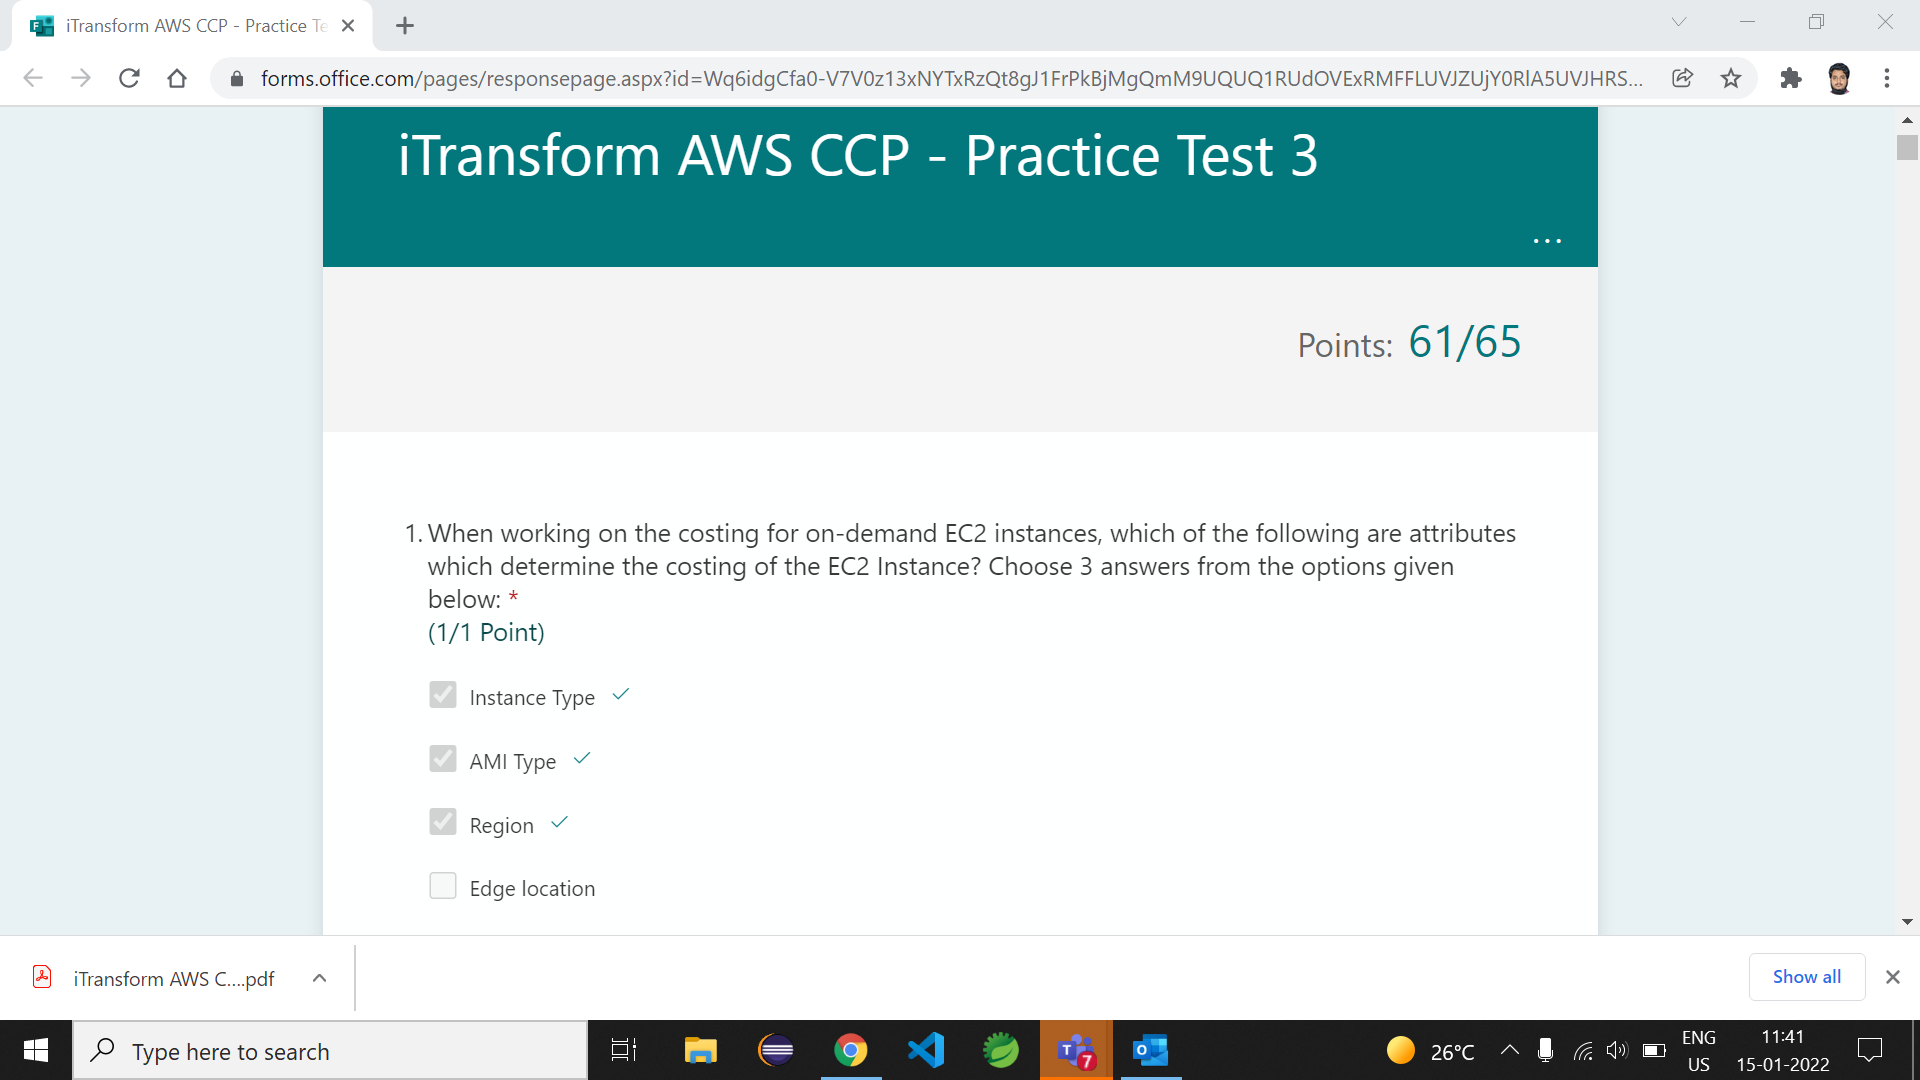 iTransform AWS CCP - Practice Te
forms.office.com/pages/responsepage.aspx?id=Wq6idgCfa0-V7V0z13xNYTxRzQt8gJ1FrPkBjMgQmM9UQUQ1RUdOVExRMFFLUVJZUjY0RlA5UVJHRS...
iTransform AWS CCP - Practice Test 3
...
Points: 61/65
1. When working on the costing for on-demand EC2 instances, which of the following are attributes
which determine the costing of the EC2 Instance? Choose 3 answers from the options given
below: *
(1/1 Point)
Instance Type
AMI Type
Region
Edge location
iTransform AWS C....pdf
Show all
Type here to search
7
26°C
ENG
US
11:41
15-01-2022